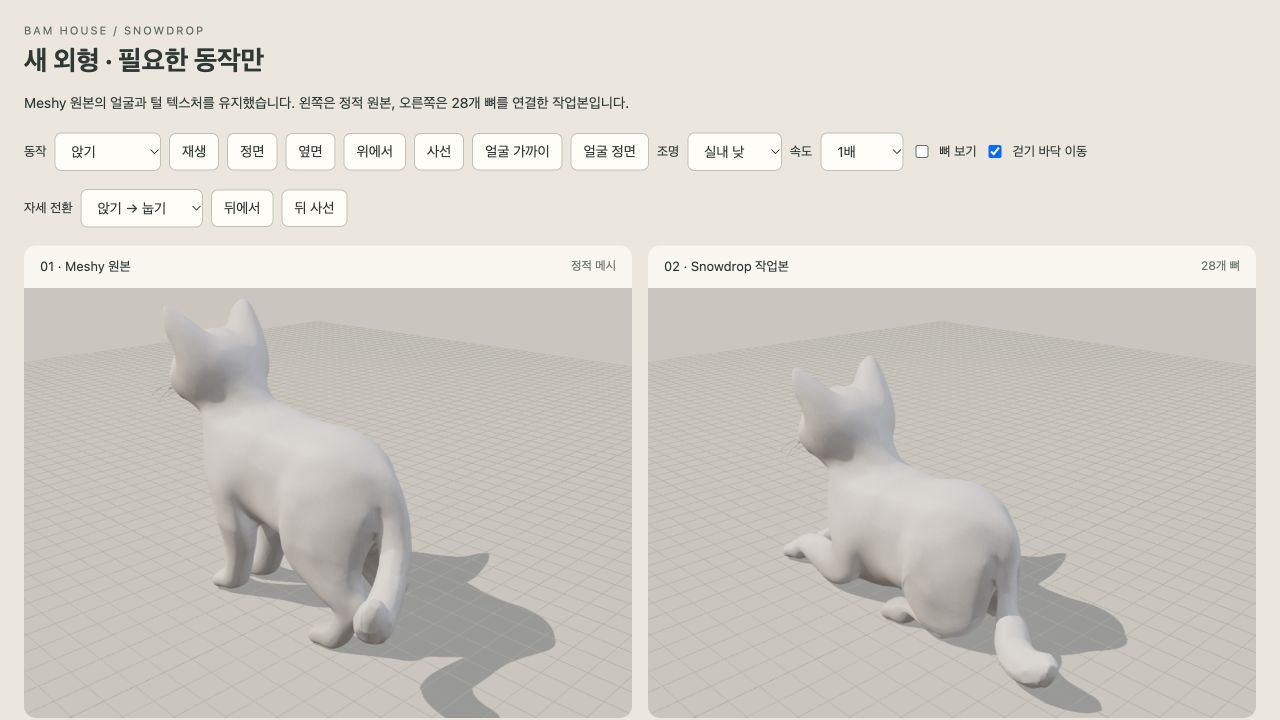 BAM HOUSE / SNOWDROP
새 외형 · 필요한 동작만
Meshy 원본의 얼굴과 털 텍스처를 유지했습니다. 왼쪽은 정적 원본, 오른쪽은 28개 뼈를 연결한 작업본입니다.
동작 앉기 재생 정면 옆면 위에서 사선 얼굴 가까이 얼굴 정면 조명 실내 낮 속도 1배 뼈 보기 걷기 바닥 이동
자세 전환 앉기 → 눕기 뒤에서 뒤 사선
01 · Meshy 원본 정적 메시
02 · Snowdrop 작업본 28개 뼈